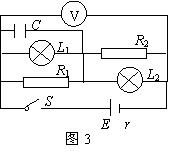 V
C
L₁ R₂
R₁ L₂
S E r
图 3